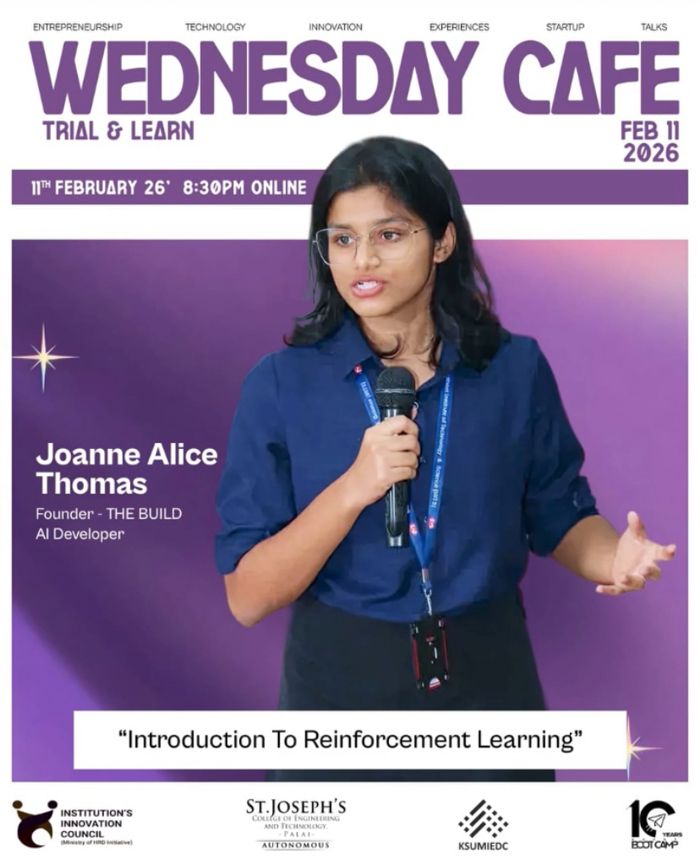 ENTREPRENEURSHIP TECHNOLOGY INNOVATION EXPERIENCES STARTUP TALKS
WEDNESDAY CAFE
TRIAL & LEARN
FEB 11
2026
11TH FEBRUARY 26' 8:30PM ONLINE
Joanne Alice
Thomas
Founder - THE BUILD
AI Developer
“Introduction To Reinforcement Learning”
INSTITUTION'S
INNOVATION
COUNCIL
(Ministry of HRD Initiative)
ST.JOSEPH'S
COLLEGE OF ENGINEERING
AND TECHNOLOGY
- PALAI -
AUTONOMOUS
KSUMIEDC
10
YEARS
BOOTCAMP